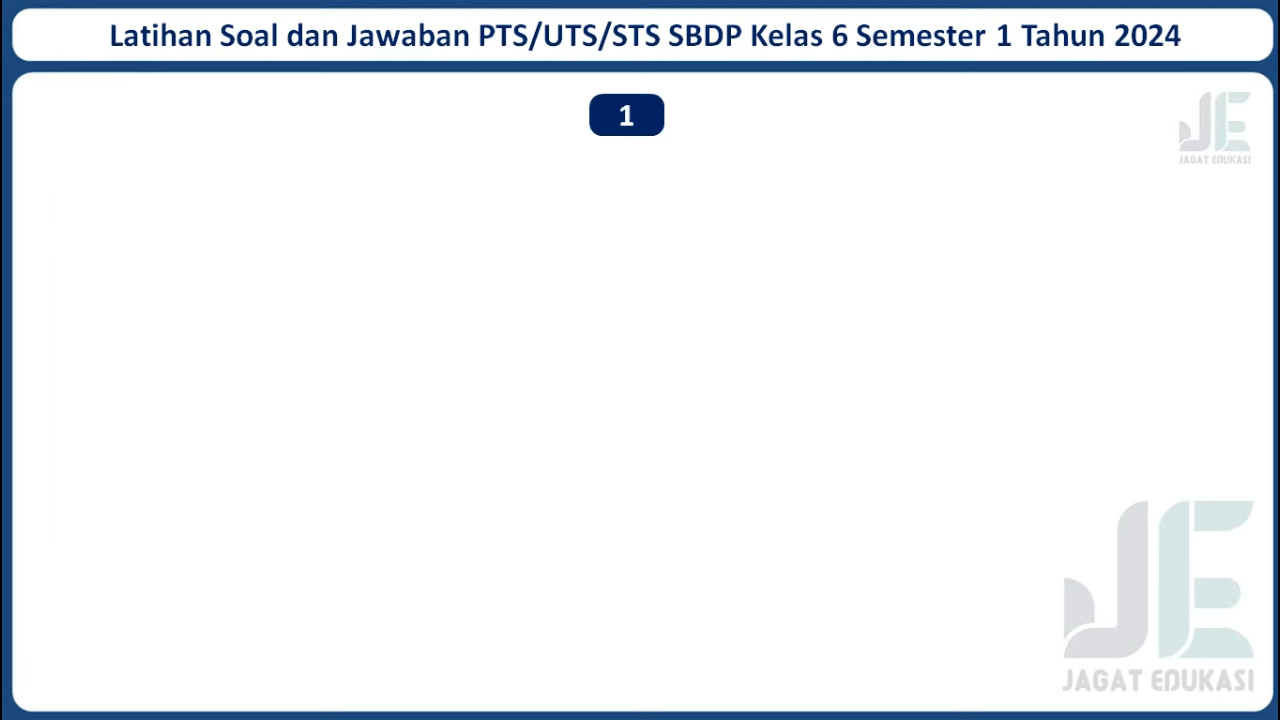 Latihan Soal dan Jawaban PTS/UTS/STS SBDP Kelas 6 Semester 1 Tahun 2024
1
JE
JAGAT EDUKASI
JE
JAGAT EDUKASI